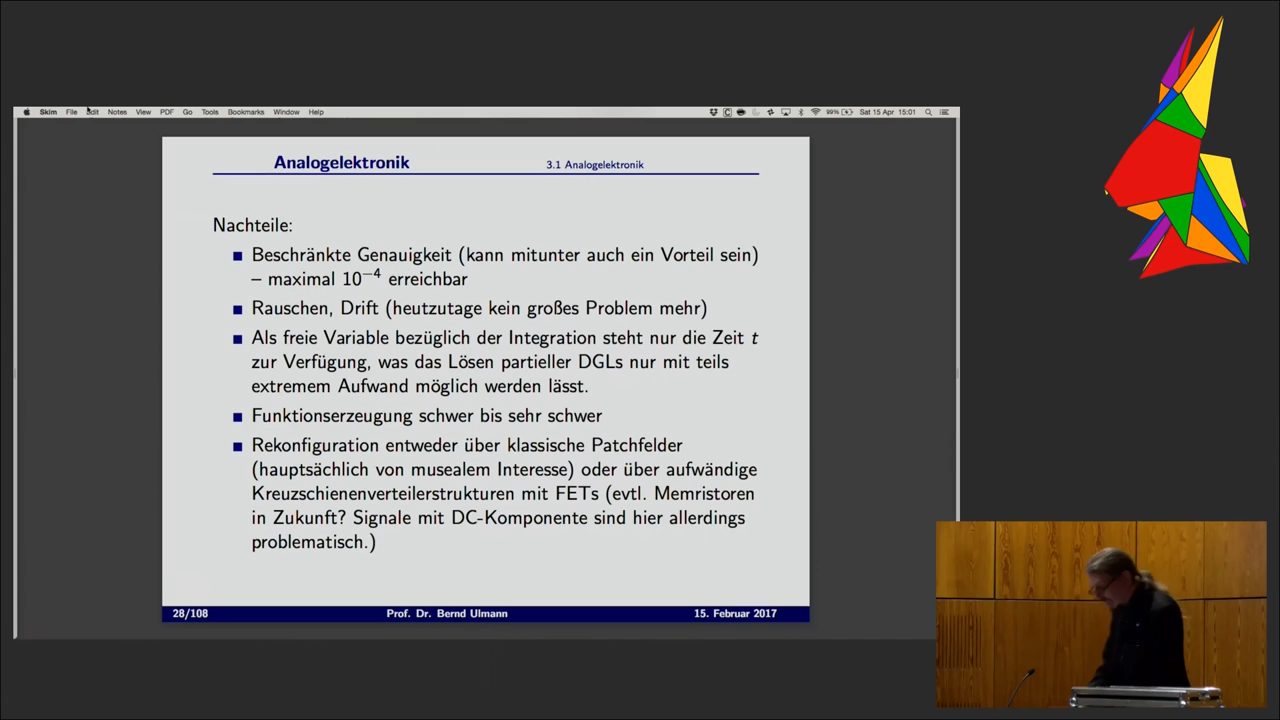 Skim File Edit Notes View PDF Go Tools Bookmarks Window Help 99% Sat 15 Apr 15:01
Analogelektronik 3.1 Analogelektronik
Nachteile:
Beschränkte Genauigkeit (kann mitunter auch ein Vorteil sein)
– maximal 10⁻⁴ erreichbar
Rauschen, Drift (heutzutage kein großes Problem mehr)
Als freie Variable bezüglich der Integration steht nur die Zeit t
zur Verfügung, was das Lösen partieller DGLs nur mit teils
extremem Aufwand möglich werden lässt.
Funktionserzeugung schwer bis sehr schwer
Rekonfiguration entweder über klassische Patchfelder
(hauptsächlich von musealem Interesse) oder über aufwändige
Kreuzschienenverteilerstrukturen mit FETs (evtl. Memristoren
in Zukunft? Signale mit DC-Komponente sind hier allerdings
problematisch.)
28/108 Prof. Dr. Bernd Ulmann 15. Februar 2017